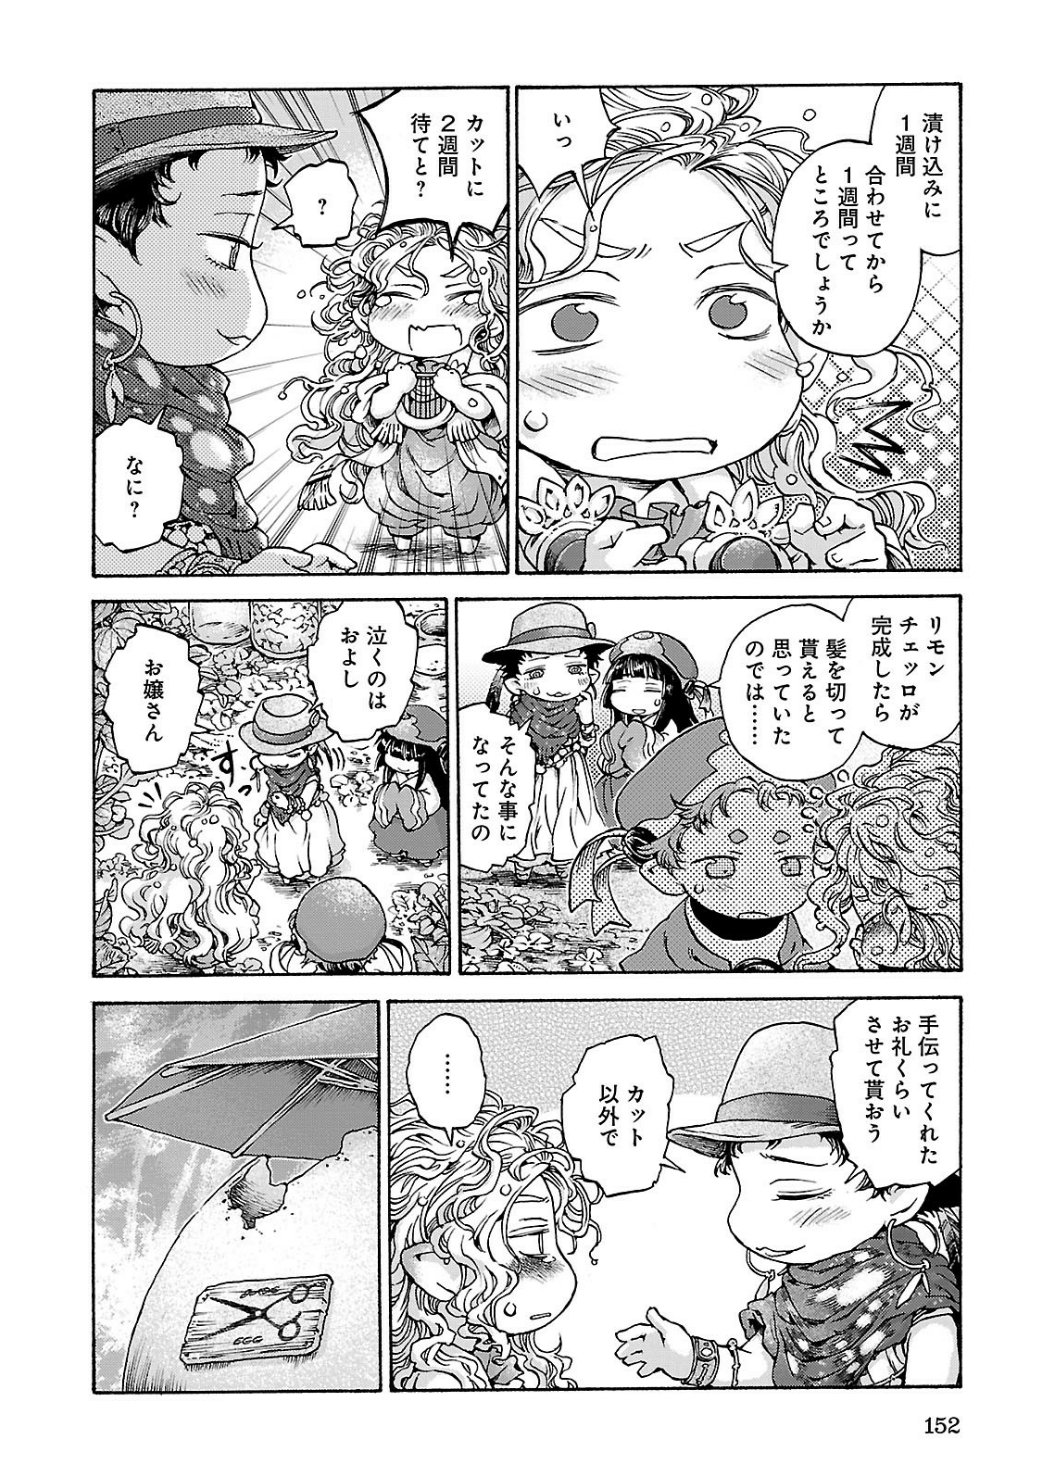 漬け込みに
1週間
合わせてから
1週間って
ところでしょうか
いっ
カットに
2週間
待てと?
?
なに?
リモン
チェッロが
完成したら
髪を切って
貰えると
思っていた
のでは……
そんな事に
なってたの
泣くのは
およし
お嬢さん
す…
手伝ってくれた
お礼くらい
させて貰おう
カット
以外で
……
EGG
152